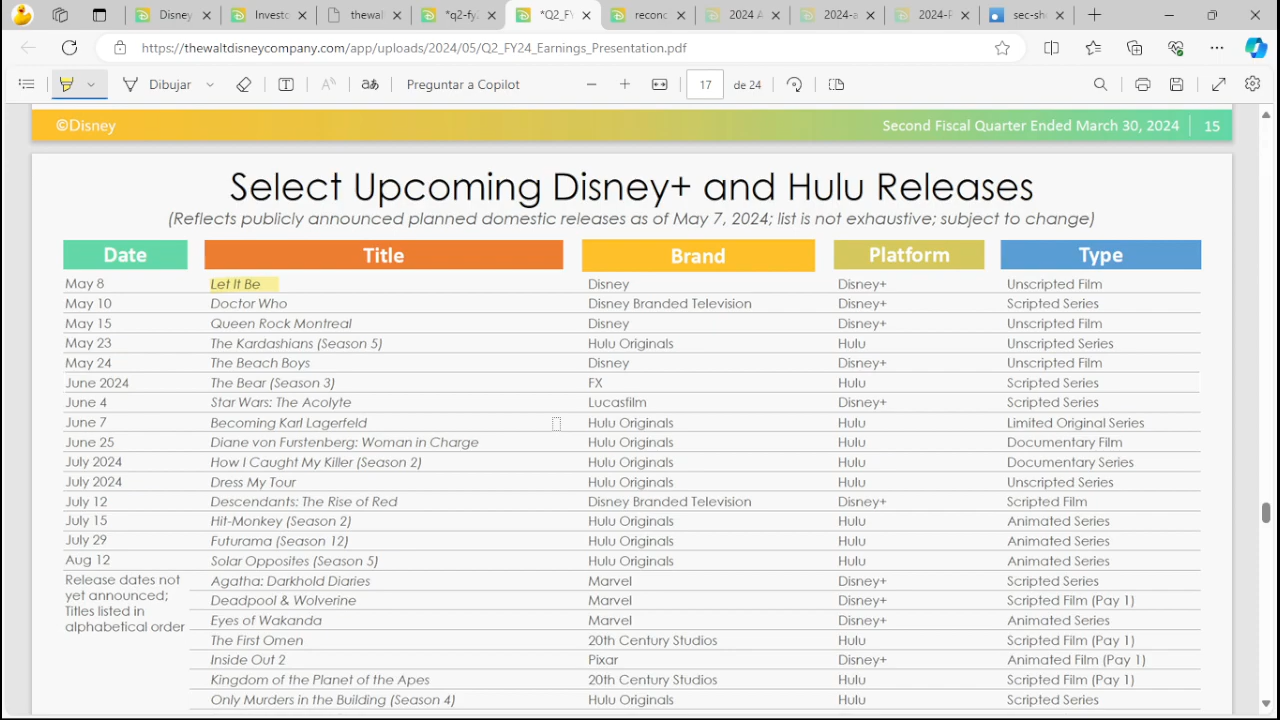 Disney
Investo
thewal
*q2-fy2
*Q2_FY
recond
2024 A
2024-a
2024-P
sec-sh
https://thewaltdisneycompany.com/app/uploads/2024/05/Q2_FY24_Earnings_Presentation.pdf
Dibujar
aあ
Preguntar a Copilot
17
de 24
©Disney
Second Fiscal Quarter Ended March 30, 2024 | 15
Select Upcoming Disney+ and Hulu Releases
(Reflects publicly announced planned domestic releases as of May 7, 2024; list is not exhaustive; subject to change)
Date Title Brand Platform Type
May 8 Let It Be Disney Disney+ Unscripted Film
May 10 Doctor Who Disney Branded Television Disney+ Scripted Series
May 15 Queen Rock Montreal Disney Disney+ Unscripted Film
May 23 The Kardashians (Season 5) Hulu Originals Hulu Unscripted Series
May 24 The Beach Boys Disney Disney+ Unscripted Film
June 2024 The Bear (Season 3) FX Hulu Scripted Series
June 4 Star Wars: The Acolyte Lucasfilm Disney+ Scripted Series
June 7 Becoming Karl Lagerfeld Hulu Originals Hulu Limited Original Series
June 25 Diane von Furstenberg: Woman in Charge Hulu Originals Hulu Documentary Film
July 2024 How I Caught My Killer (Season 2) Hulu Originals Hulu Documentary Series
July 2024 Dress My Tour Hulu Originals Hulu Unscripted Series
July 12 Descendants: The Rise of Red Disney Branded Television Disney+ Scripted Film
July 15 Hit-Monkey (Season 2) Hulu Originals Hulu Animated Series
July 29 Futurama (Season 12) Hulu Originals Hulu Animated Series
Aug 12 Solar Opposites (Season 5) Hulu Originals Hulu Animated Series
Release dates not
yet announced;
Titles listed in
alphabetical order
Agatha: Darkhold Diaries Marvel Disney+ Scripted Series
Deadpool & Wolverine Marvel Disney+ Scripted Film (Pay 1)
Eyes of Wakanda Marvel Disney+ Animated Series
The First Omen 20th Century Studios Hulu Scripted Film (Pay 1)
Inside Out 2 Pixar Disney+ Animated Film (Pay 1)
Kingdom of the Planet of the Apes 20th Century Studios Hulu Scripted Film (Pay 1)
Only Murders in the Building (Season 4) Hulu Originals Hulu Scripted Series